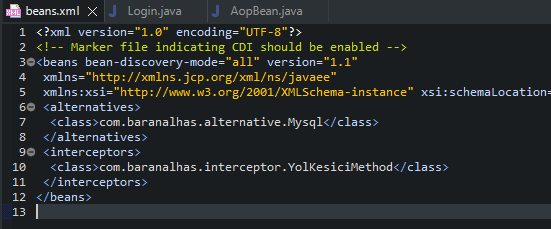 beans.xml Login.java AopBean.java
1 <?xml version="1.0" encoding="UTF-8"?>
2 <!-- Marker file indicating CDI should be enabled -->
3 <beans bean-discovery-mode="all" version="1.1"
4 xmlns="http://xmlns.jcp.org/xml/ns/javaee"
5 xmlns:xsi="http://www.w3.org/2001/XMLSchema-instance" xsi:schemaLocation=
6 <alternatives>
7 <class>com.baranalhas.alternative.Mysql</class>
8 </alternatives>
9 <interceptors>
10 <class>com.baranalhas.interceptor.YolKesiciMethod</class>
11 </interceptors>
12 </beans>
13